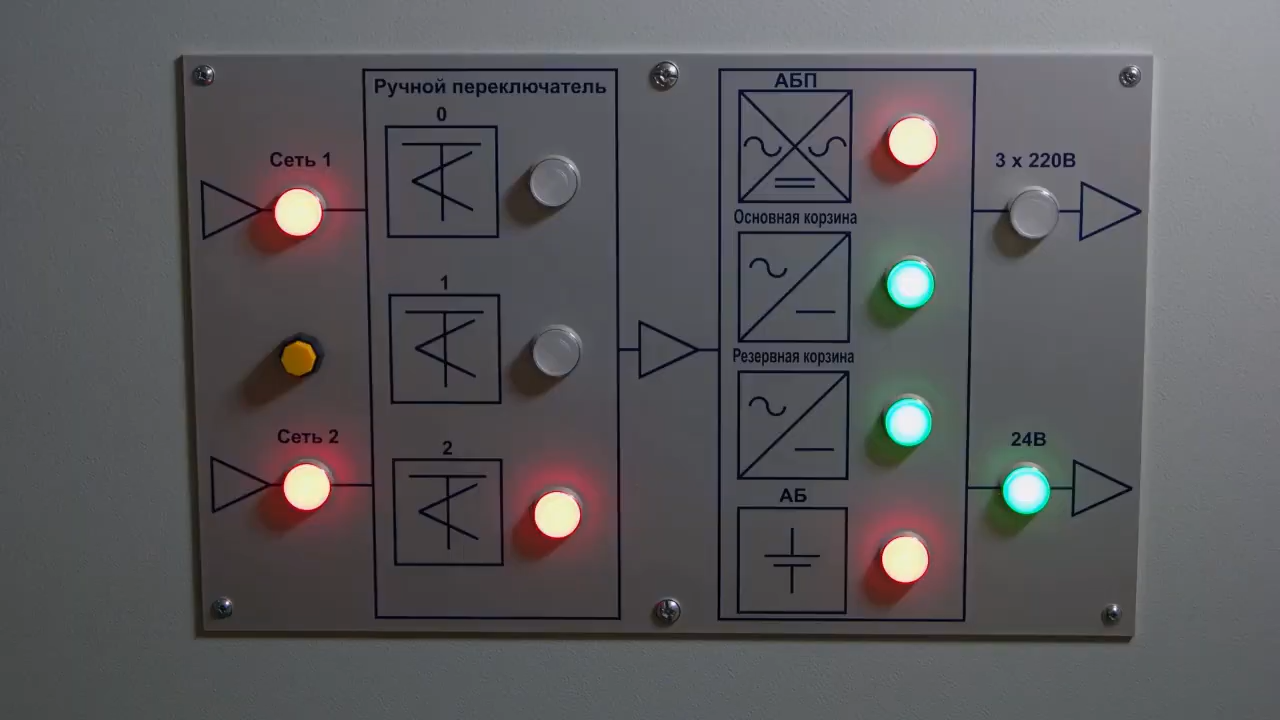 Ручной переключатель
0
Сеть 1
1
Сеть 2
2
АБП
Основная корзина
Резервная корзина
АБ
3 х 220В
24В